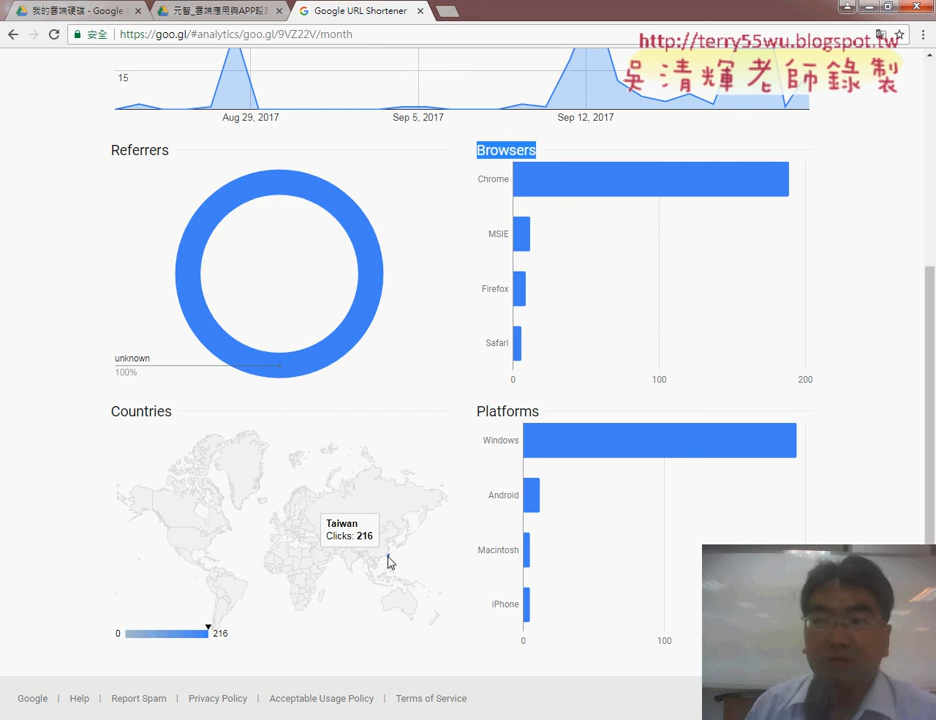 我的雲端硬碟 - Google
元智_雲端應用與APP設
Google URL Shortener
安全
https://goo.gl/#analytics/goo.gl/9VZ22V/month
http://terry55wu.blogspot.tw
吳清輝老師錄製
15
Aug 29, 2017
Sep 5, 2017
Sep 12, 2017
Referrers
unknown
100%
Browsers
Chrome
MSIE
Firefox
Safari
0
100
200
Countries
Taiwan
Clicks: 216
0
216
Platforms
Windows
Android
Macintosh
iPhone
0
100
Google | Help | Report Spam | Privacy Policy | Acceptable Usage Policy | Terms of Service